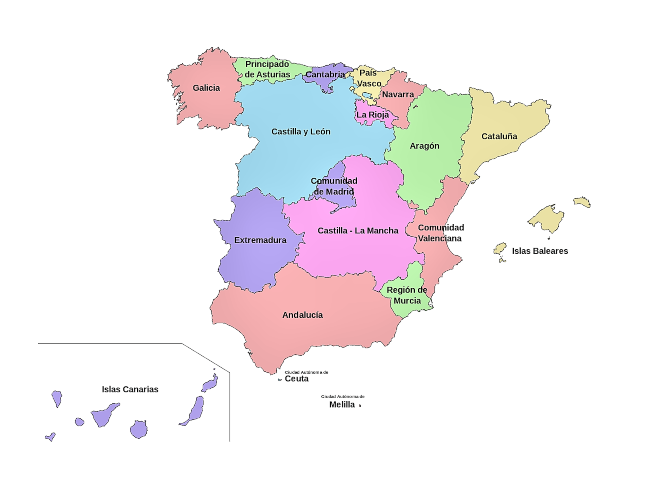 Principado
de Asturias
Cantabria
País
Vasco
Galicia
Navarra
La Rioja
Castilla y León
Cataluña
Aragón
Comunidad
de Madrid
Castilla - La Mancha
Comunidad
Valenciana
Extremadura
Islas Baleares
Región de
Murcia
Andalucía
Ciudad Autónoma de
Ceuta
Islas Canarias
Ciudad Autónoma de
Melilla